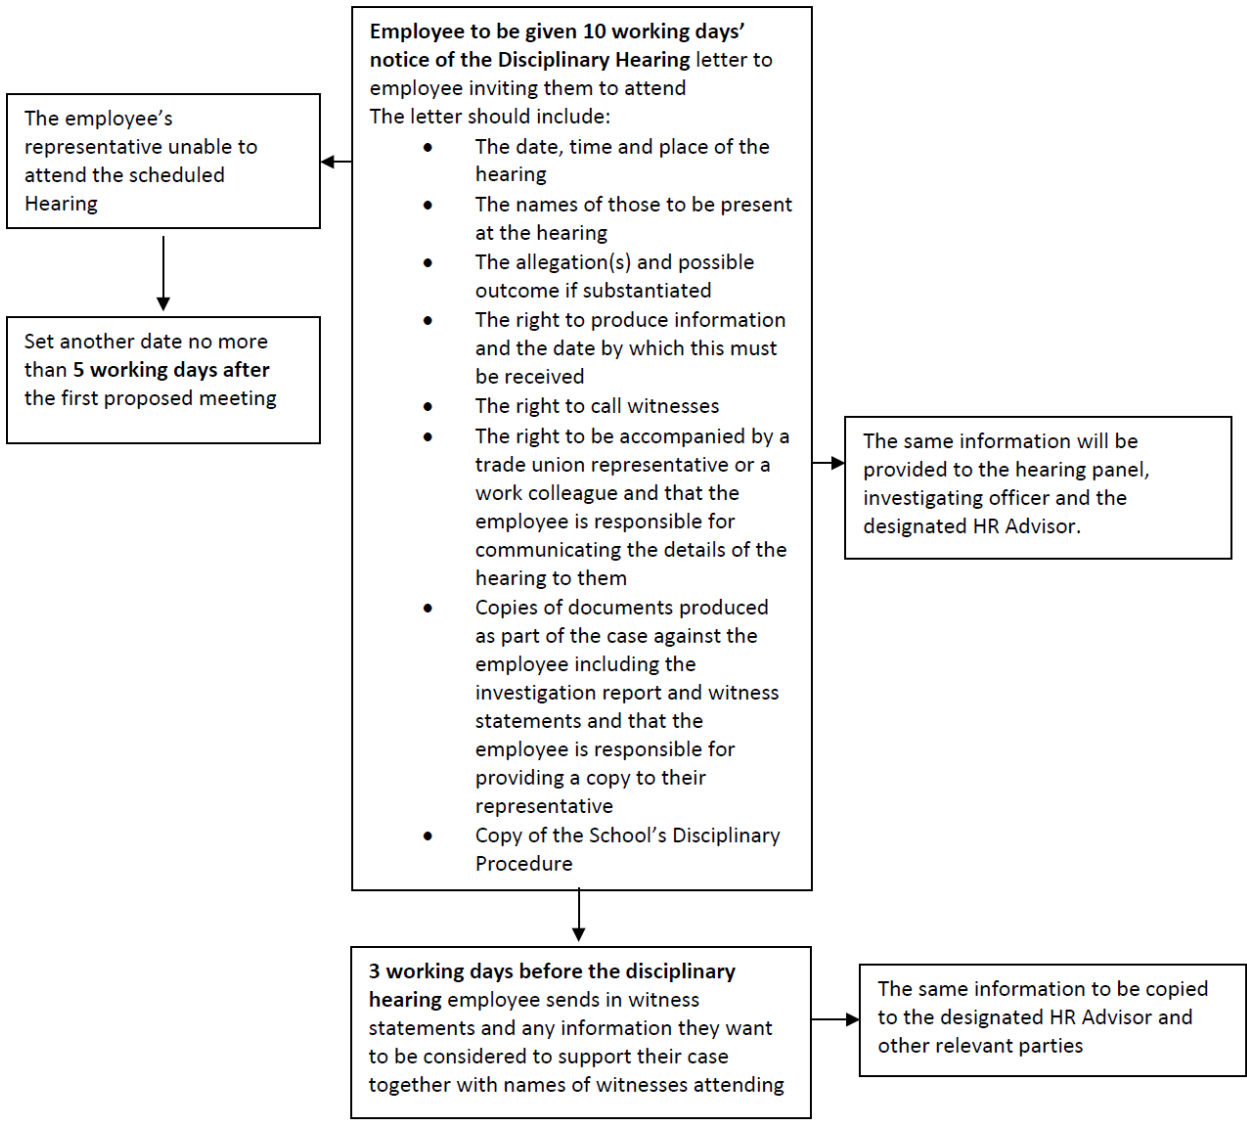 Employee to be given 10 working days’
notice of the Disciplinary Hearing letter to
employee inviting them to attend
The letter should include:
• The date, time and place of the
hearing
• The names of those to be present
at the hearing
• The allegation(s) and possible
outcome if substantiated
• The right to produce information
and the date by which this must
be received
• The right to call witnesses
• The right to be accompanied by a
trade union representative or a
work colleague and that the
employee is responsible for
communicating the details of the
hearing to them
• Copies of documents produced
as part of the case against the
employee including the
investigation report and witness
statements and that the
employee is responsible for
providing a copy to their
representative
• Copy of the School’s Disciplinary
Procedure
The employee’s
representative unable to
attend the scheduled
Hearing
Set another date no more
than 5 working days after
the first proposed meeting
The same information will be
provided to the hearing panel,
investigating officer and the
designated HR Advisor.
3 working days before the disciplinary
hearing employee sends in witness
statements and any information they want
to be considered to support their case
together with names of witnesses attending
The same information to be copied
to the designated HR Advisor and
other relevant parties